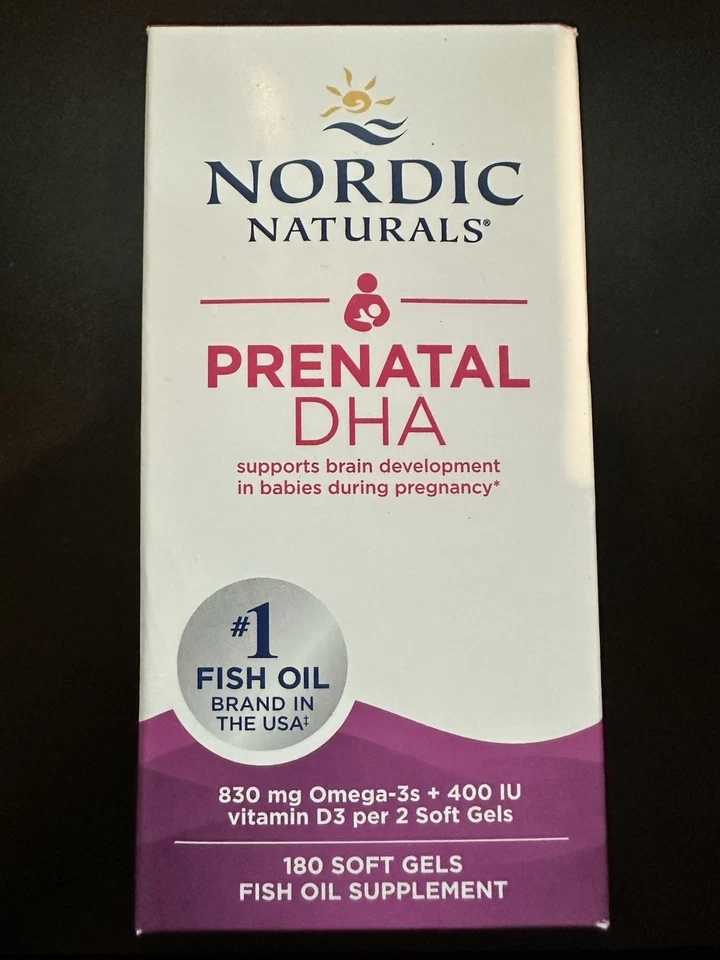 NORDIC
NATURALS®
PRENATAL
DHA
supports brain development
in babies during pregnancy*
#1
FISH OIL
BRAND IN
THE USA‡
830 mg Omega-3s + 400 IU
vitamin D3 per 2 Soft Gels
180 SOFT GELS
FISH OIL SUPPLEMENT